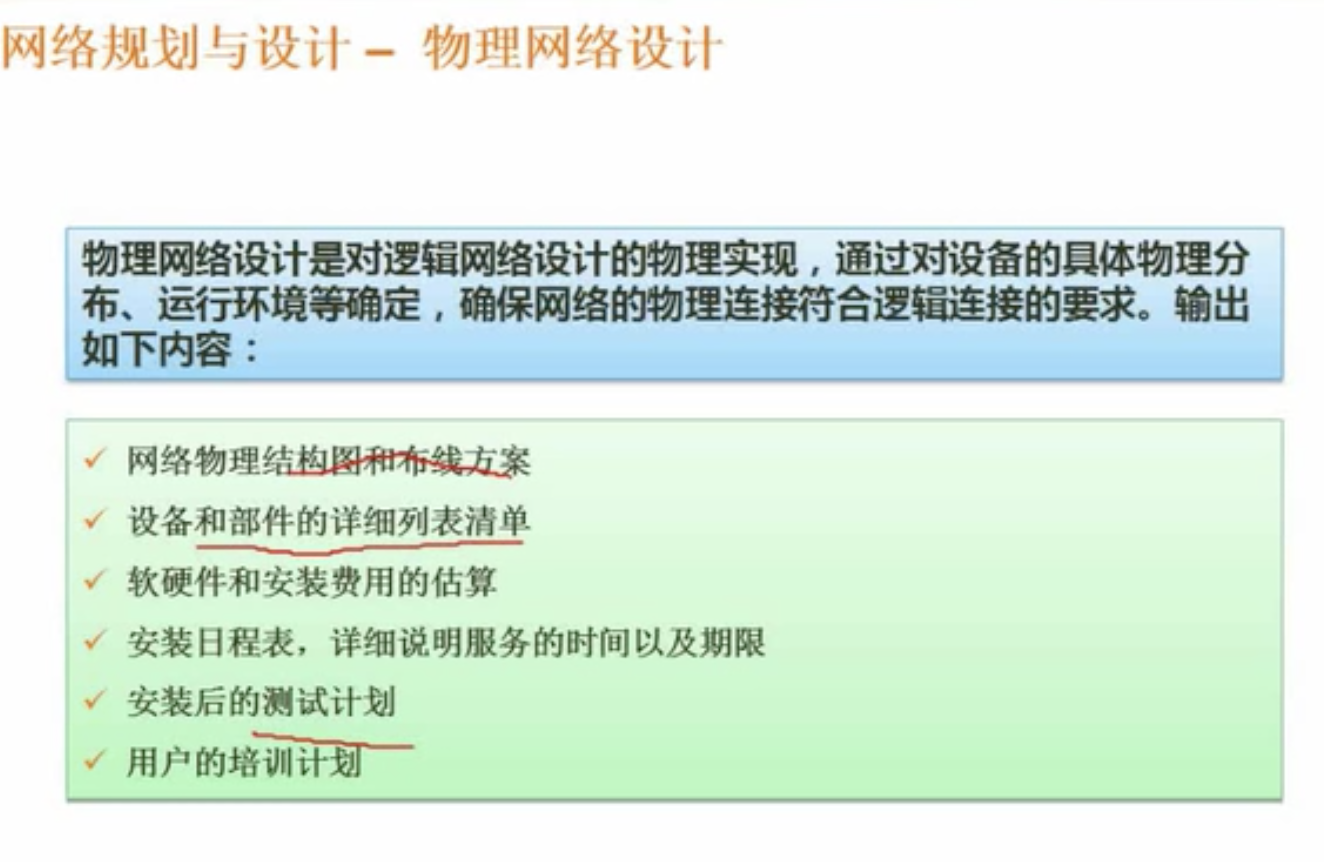 网络规划与设计 – 物理网络设计
物理网络设计是对逻辑网络设计的物理实现，通过对设备的具体物理分
布、运行环境等确定，确保网络的物理连接符合逻辑连接的要求。输出
如下内容：
网络物理结构图和布线方案
设备和部件的详细列表清单
软硬件和安装费用的估算
安装日程表，详细说明服务的时间以及期限
安装后的测试计划
用户的培训计划